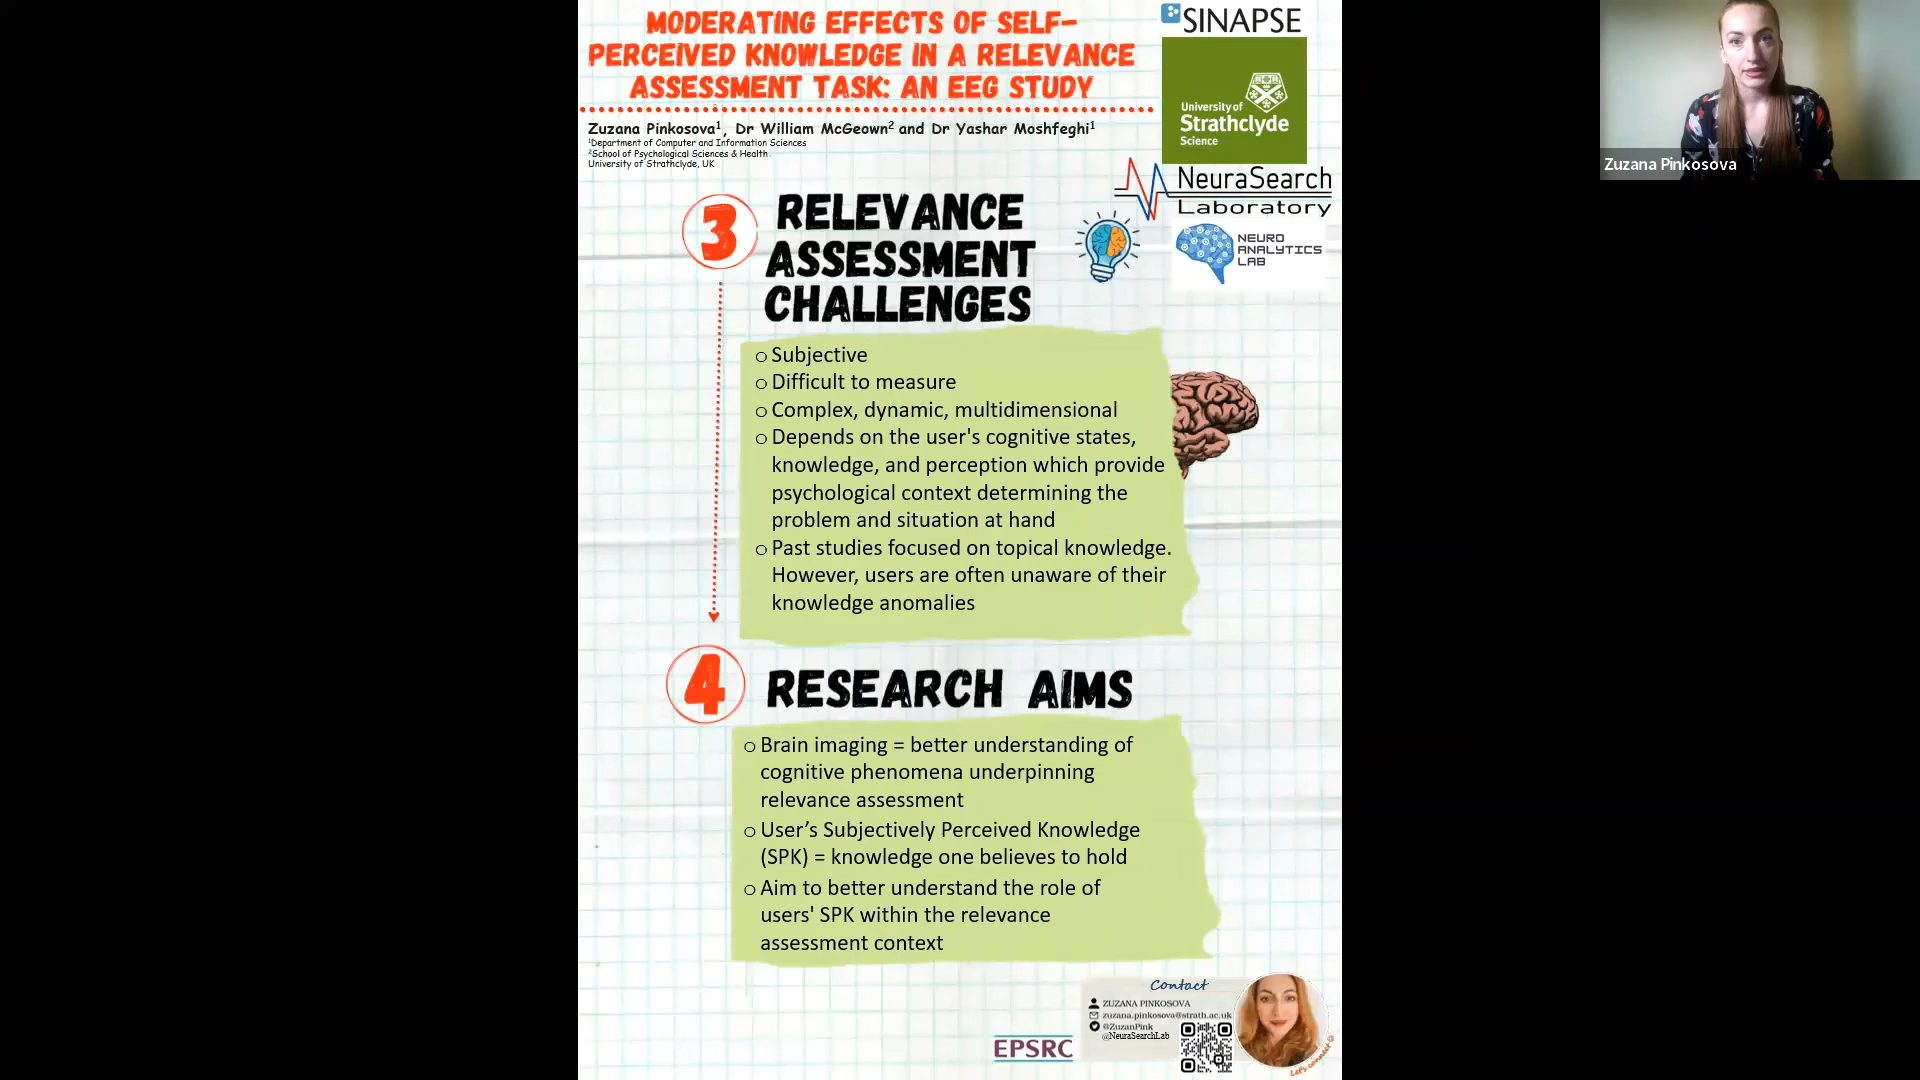 MODERATING EFFECTS OF SELF-
PERCEIVED KNOWLEDGE IN A RELEVANCE
ASSESSMENT TASK: AN EEG STUDY
Zuzana Pinkosova1, Dr William McGeown2 and Dr Yashar Moshfeghi1
1Department of Computer and Information Sciences
2School of Psychological Sciences & Health
University of Strathclyde, UK
SINAPSE
University of
Strathclyde
Science
NeuraSearch
Laboratory
NEURO
ANALYTICS
LAB
Zuzana Pinkosova
3
RELEVANCE
ASSESSMENT
CHALLENGES
o Subjective
o Difficult to measure
o Complex, dynamic, multidimensional
o Depends on the user's cognitive states,
knowledge, and perception which provide
psychological context determining the
problem and situation at hand
o Past studies focused on topical knowledge.
However, users are often unaware of their
knowledge anomalies
4
RESEARCH AIMS
o Brain imaging = better understanding of
cognitive phenomena underpinning
relevance assessment
o User’s Subjectively Perceived Knowledge
(SPK) = knowledge one believes to hold
o Aim to better understand the role of
users' SPK within the relevance
assessment context
EPSRC
Contact
ZUZANA PINKOSOVA
zuzana.pinkosova@strath.ac.uk
@ZuzanPink
@NeuraSearchLab
Let's connect